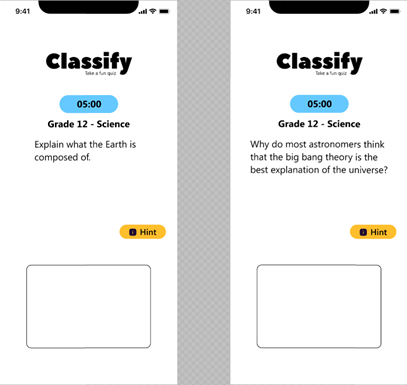 9:41
Classify
Take a fun quiz
05:00
Grade 12 - Science
Explain what the Earth is
composed of.
Hint
9:41
Classify
Take a fun quiz
05:00
Grade 12 - Science
Why do most astronomers think
that the big bang theory is the
best explanation of the universe?
Hint